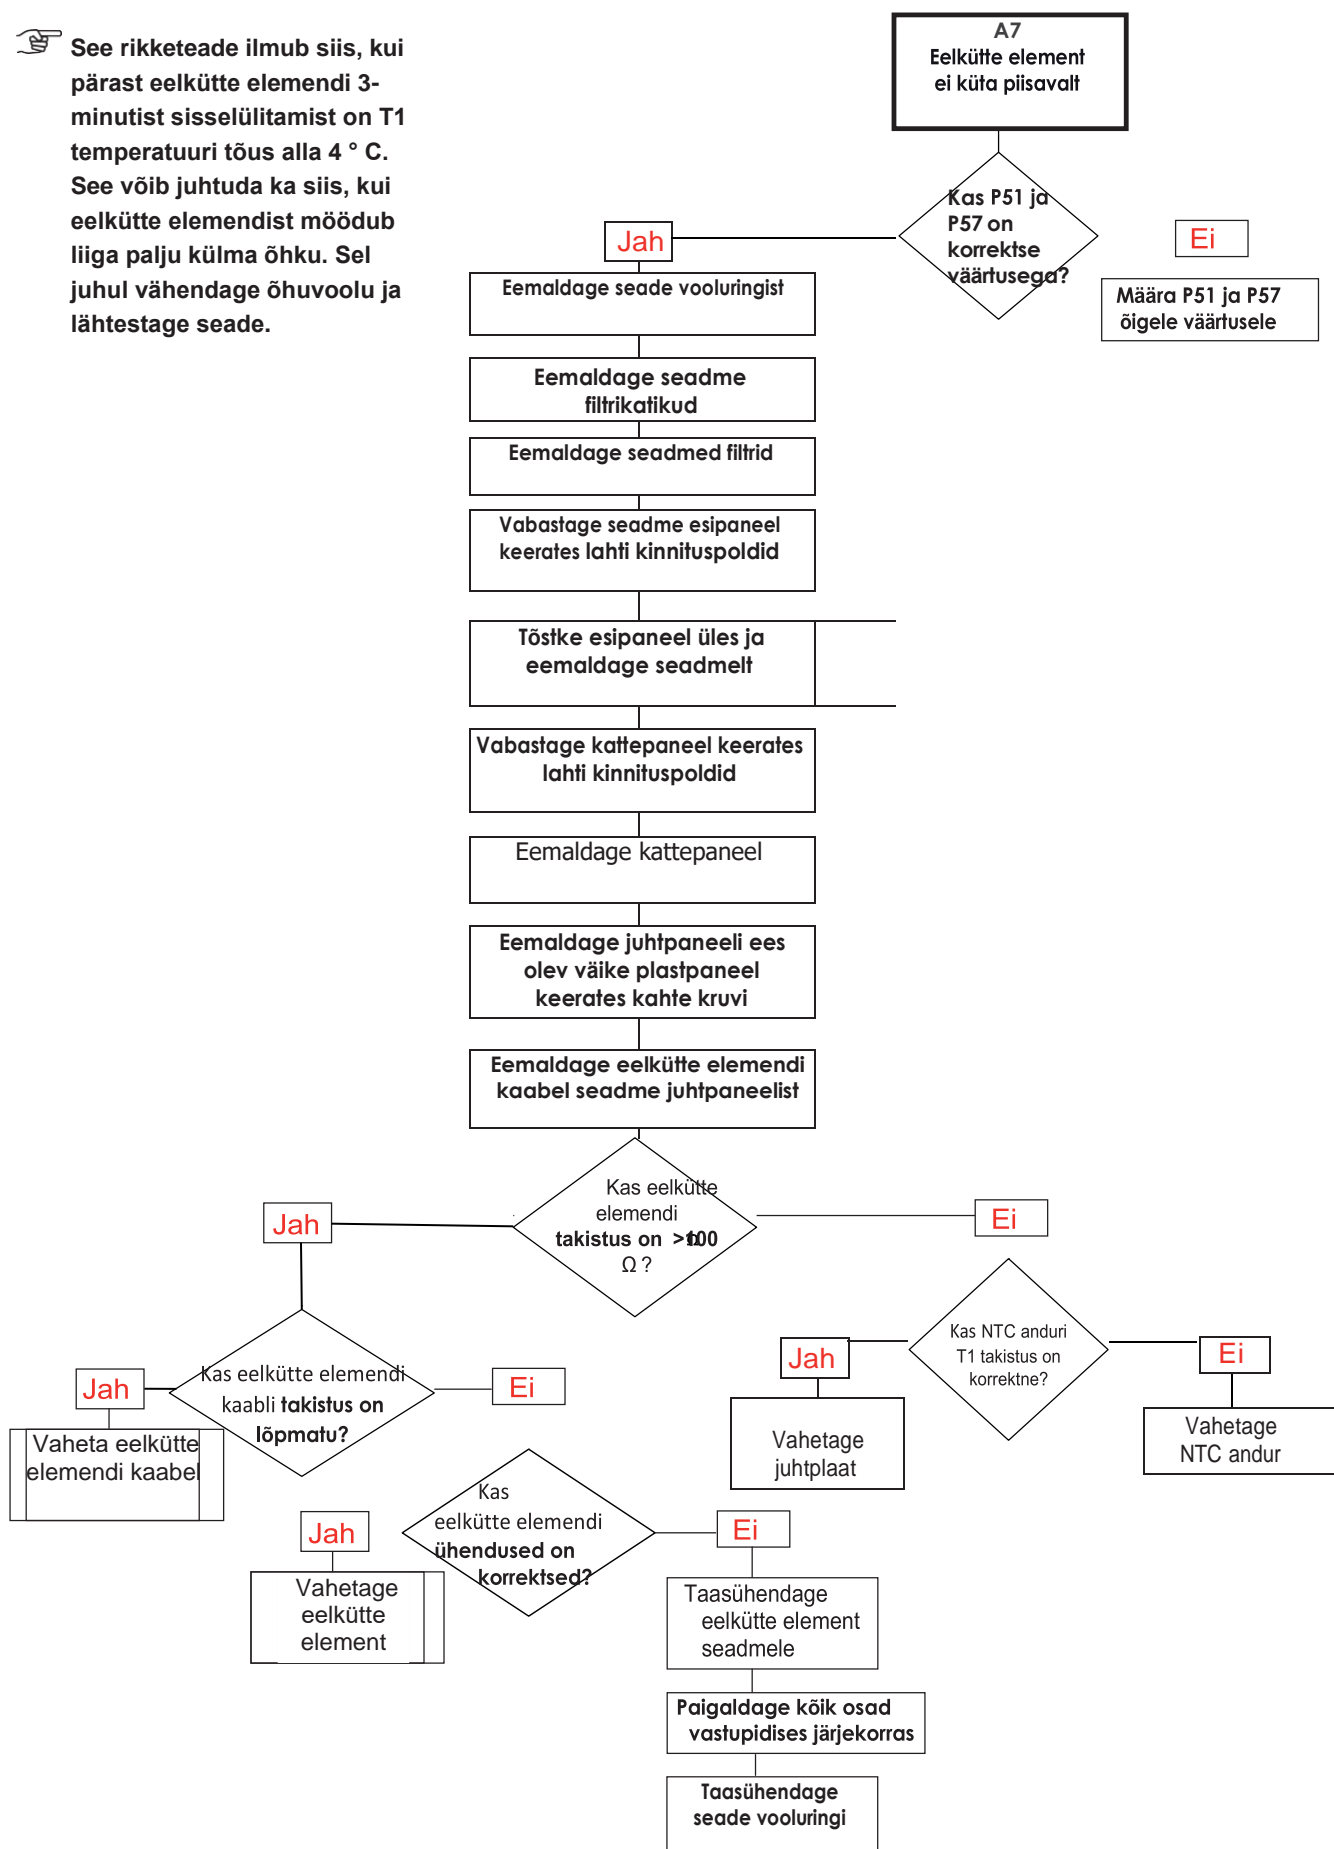 See rikketeade ilmub siis, kui
pärast eelkütte elemendi 3-
minutist sisselülitamist on T1
temperatuuri tõus alla 4 ° C.
See võib juhtuda ka siis, kui
eelkütte elemendist möödub
liiga palju külma õhku. Sel
juhul vähendage õhuvoolu ja
lähtestage seade.
A7
Eelkütte element
ei küta piisavalt
Kas P51 ja
P57 on
korrektse
väärtusega?
Jah
Ei
Määra P51 ja P57
õigele väärtusele
Eemaldage seade vooluringist
Eemaldage seadme
filtrikatikud
Eemaldage seadmed filtrid
Vabastage seadme esipaneel
keerates lahti kinnituspoldid
Tõstke esipaneel üles ja
eemaldage seadmelt
Vabastage kattepaneel keerates
lahti kinnituspoldid
Eemaldage kattepaneel
Eemaldage juhtpaneeli ees
olev väike plastpaneel
keerates kahte kruvi
Eemaldage eelkütte elemendi
kaabel seadme juhtpaneelist
Kas eelkütte
elemendi
takistus on >100
Ω ?
Jah
Ei
Kas eelkütte elemendi
kaabli takistus on
lõpmatu?
Jah
Ei
Vaheta eelkütte
elemendi kaabel
Kas NTC anduri
T1 takistus on
korrektne?
Jah
Ei
Vahetage
juhtplaat
Vahetage
NTC andur
Kas
eelkütte elemendi
ühendused on
korrektsed?
Jah
Ei
Vahetage
eelkütte
element
Taasühendage
eelkütte element
seadmele
Paigaldage kõik osad
vastupidises järjekorras
Taasühendage
seade vooluringi